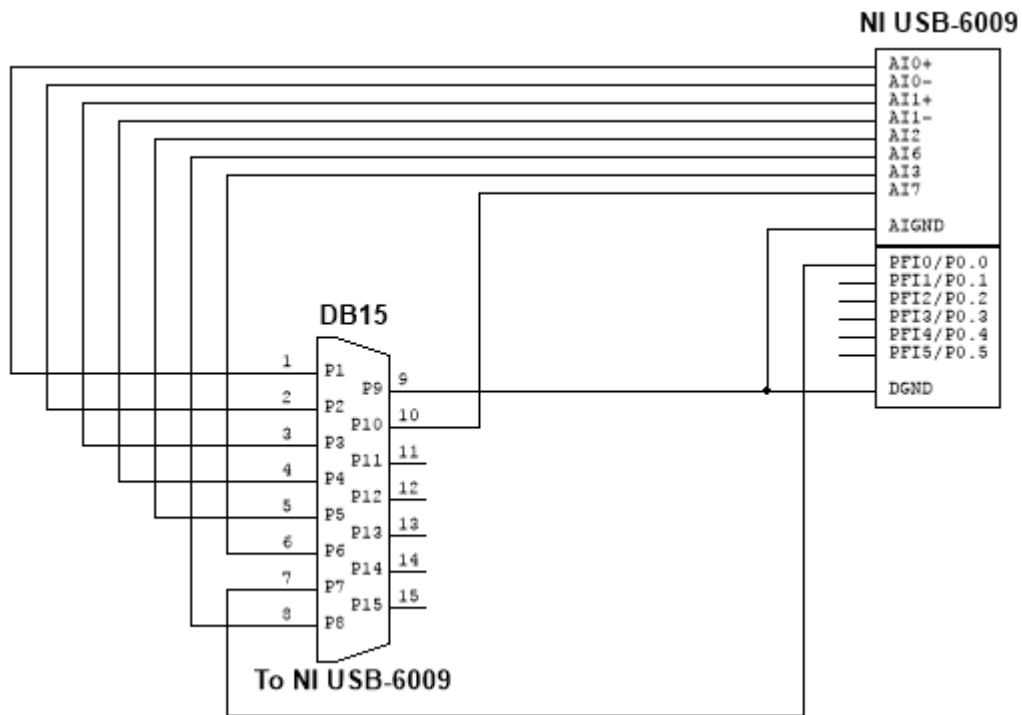 NI USB-6009
AI0+
AI0-
AI1+
AI1-
AI2
AI6
AI3
AI7
AIGND
PFI0/P0.0
PFI1/P0.1
PFI2/P0.2
PFI3/P0.3
PFI4/P0.4
PFI5/P0.5
DGND
DB15
1 P1
P9 9
2 P2
P10 10
3 P3
P11 11
4 P4
P12 12
5 P5
P13 13
6 P6
P14 14
7 P7
P15 15
8 P8
To NI USB-6009